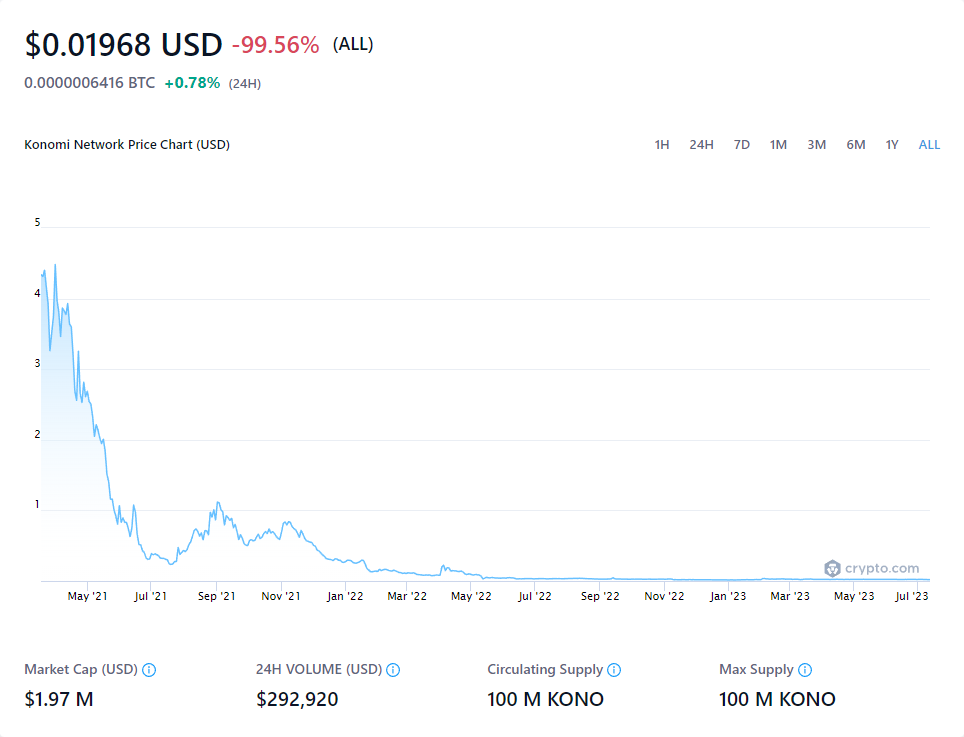 $0.01968 USD -99.56% (ALL)
0.0000006416 BTC +0.78% (24H)
Konomi Network Price Chart (USD) 1H 24H 7D 1M 3M 6M 1Y ALL
5
4
3
2
1
crypto.com
May '21 Jul '21 Sep '21 Nov '21 Jan '22 Mar '22 May '22 Jul '22 Sep '22 Nov '22 Jan '23 Mar '23 May '23 Jul '23
Market Cap (USD) 24H VOLUME (USD) Circulating Supply Max Supply
$1.97 M $292,920 100 M KONO 100 M KONO